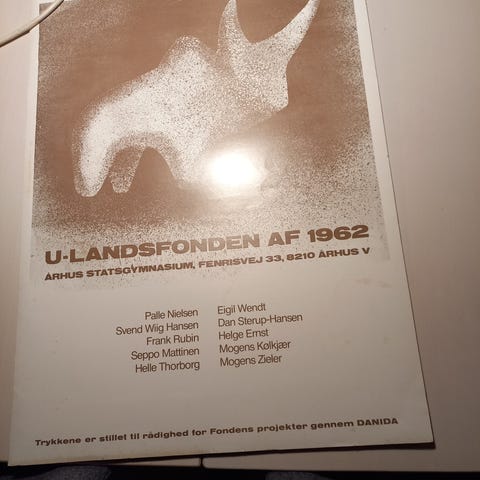 U-LANDSFONDEN AF 1962
ÅRHUS STATSGYMNASIUM, FENRISVEJ 33, 8210 ÅRHUS V
Palle Nielsen
Svend Wiig Hansen
Frank Rubin
Seppo Mattinen
Helle Thorborg
Eigil Wendt
Dan Sterup-Hansen
Helge Ernst
Mogens Kølkjær
Mogens Zieler
Trykkene er stillet til rådighed for Fondens projekter gennem DANIDA